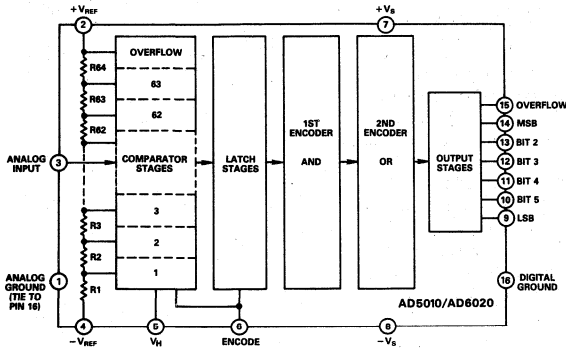 +VREF
2
+VS
7
OVERFLOW
R64
63
R63
62
R62
1ST
ENCODER
AND
2ND
ENCODER
OR
ANALOG
INPUT
3
COMPARATOR
STAGES
LATCH
STAGES
OUTPUT
STAGES
15 OVERFLOW
14 MSB
13 BIT 2
12 BIT 3
11 BIT 4
10 BIT 5
9 LSB
3
R3
2
R2
1
R1
ANALOG
GROUND
(TIE TO
PIN 16)
1
16
DIGITAL
GROUND
AD5010/AD6020
4
-VREF
5
VH
6
ENCODE
8
-VS